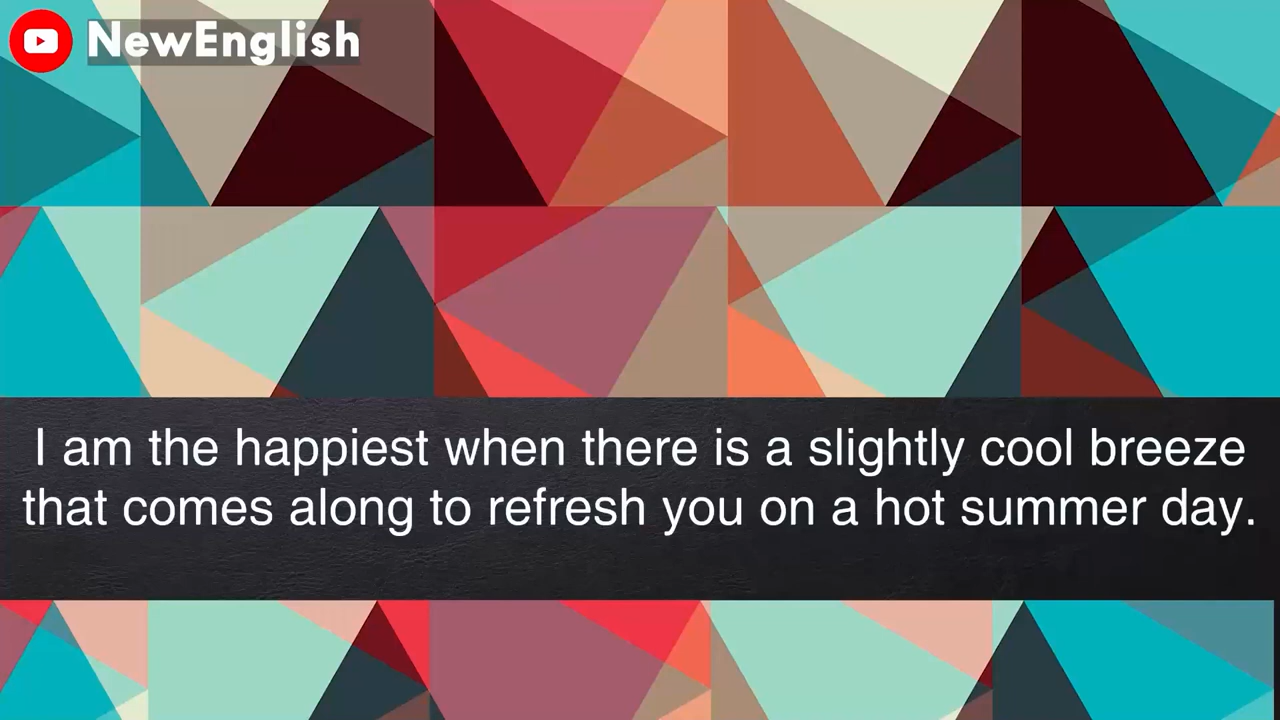 NewEnglish
I am the happiest when there is a slightly cool breeze
that comes along to refresh you on a hot summer day.